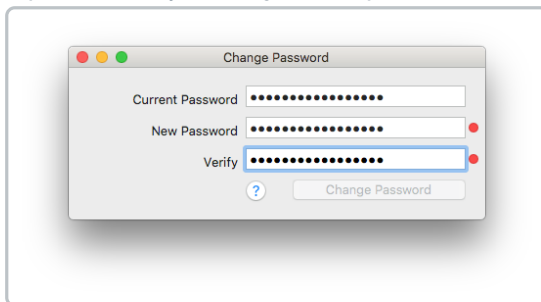 Change Password
Current Password •••••••••••••••••
New Password •••••••••••••••••
Verify •••••••••••••••••
? Change Password